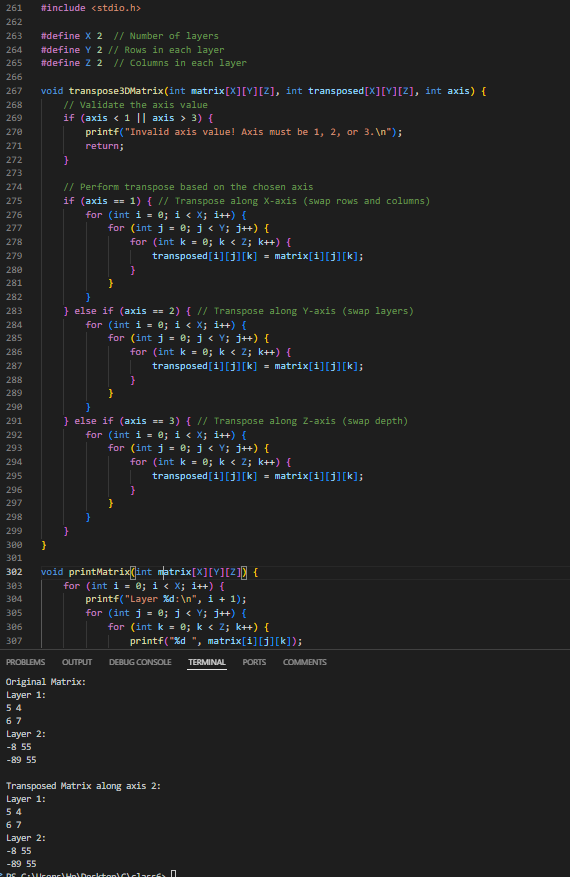 261 #include <stdio.h>
262
263 #define X 2  // Number of layers
264 #define Y 2 // Rows in each layer
265 #define Z 2  // Columns in each layer
266
267 void transpose3DMatrix(int matrix[X][Y][Z], int transposed[X][Y][Z], int axis) {
268     // Validate the axis value
269     if (axis < 1 || axis > 3) {
270         printf("Invalid axis value! Axis must be 1, 2, or 3.\n");
271         return;
272     }
273
274     // Perform transpose based on the chosen axis
275     if (axis == 1) { // Transpose along X-axis (swap rows and columns)
276         for (int i = 0; i < X; i++) {
277             for (int j = 0; j < Y; j++) {
278                 for (int k = 0; k < Z; k++) {
279                     transposed[i][j][k] = matrix[i][j][k];
280                 }
281             }
282         }
283     } else if (axis == 2) { // Transpose along Y-axis (swap layers)
284         for (int i = 0; i < X; i++) {
285             for (int j = 0; j < Y; j++) {
286                 for (int k = 0; k < Z; k++) {
287                     transposed[i][j][k] = matrix[i][j][k];
288                 }
289             }
290         }
291     } else if (axis == 3) { // Transpose along Z-axis (swap depth)
292         for (int i = 0; i < X; i++) {
293             for (int j = 0; j < Y; j++) {
294                 for (int k = 0; k < Z; k++) {
295                     transposed[i][j][k] = matrix[i][j][k];
296                 }
297             }
298         }
299     }
300 }
301
302 void printMatrix(int matrix[X][Y][Z]) {
303     for (int i = 0; i < X; i++) {
304         printf("Layer %d:\n", i + 1);
305         for (int j = 0; j < Y; j++) {
306             for (int k = 0; k < Z; k++) {
307                 printf("%d ", matrix[i][j][k]);
PROBLEMS OUTPUT DEBUG CONSOLE TERMINAL PORTS COMMENTS
Original Matrix:
Layer 1:
5 4
6 7
Layer 2:
-8 55
-89 55

Transposed Matrix along axis 2:
Layer 1:
5 4
6 7
Layer 2:
-8 55
-89 55
PS C:\Users\Hp\Desktop\C\class6>